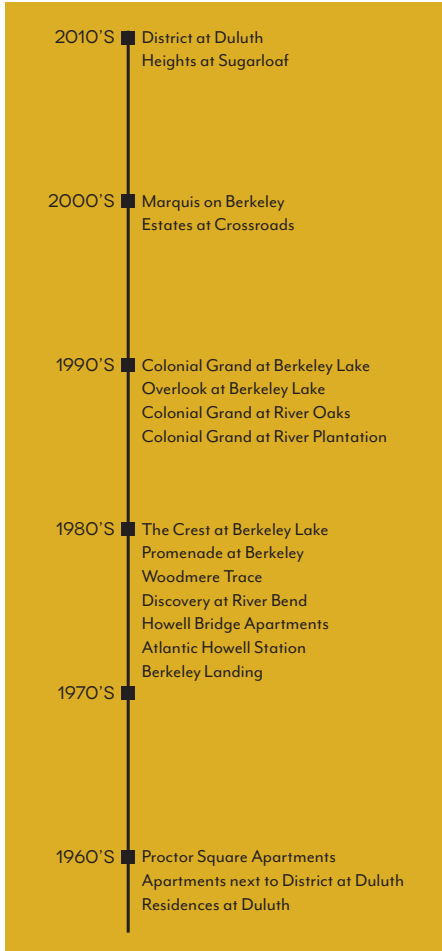 2010'S District at Duluth
Heights at Sugarloaf
2000'S Marquis on Berkeley
Estates at Crossroads
1990'S Colonial Grand at Berkeley Lake
Overlook at Berkeley Lake
Colonial Grand at River Oaks
Colonial Grand at River Plantation
1980'S The Crest at Berkeley Lake
Promenade at Berkeley
Woodmere Trace
Discovery at River Bend
Howell Bridge Apartments
Atlantic Howell Station
Berkeley Landing
1970'S
1960'S Proctor Square Apartments
Apartments next to District at Duluth
Residences at Duluth